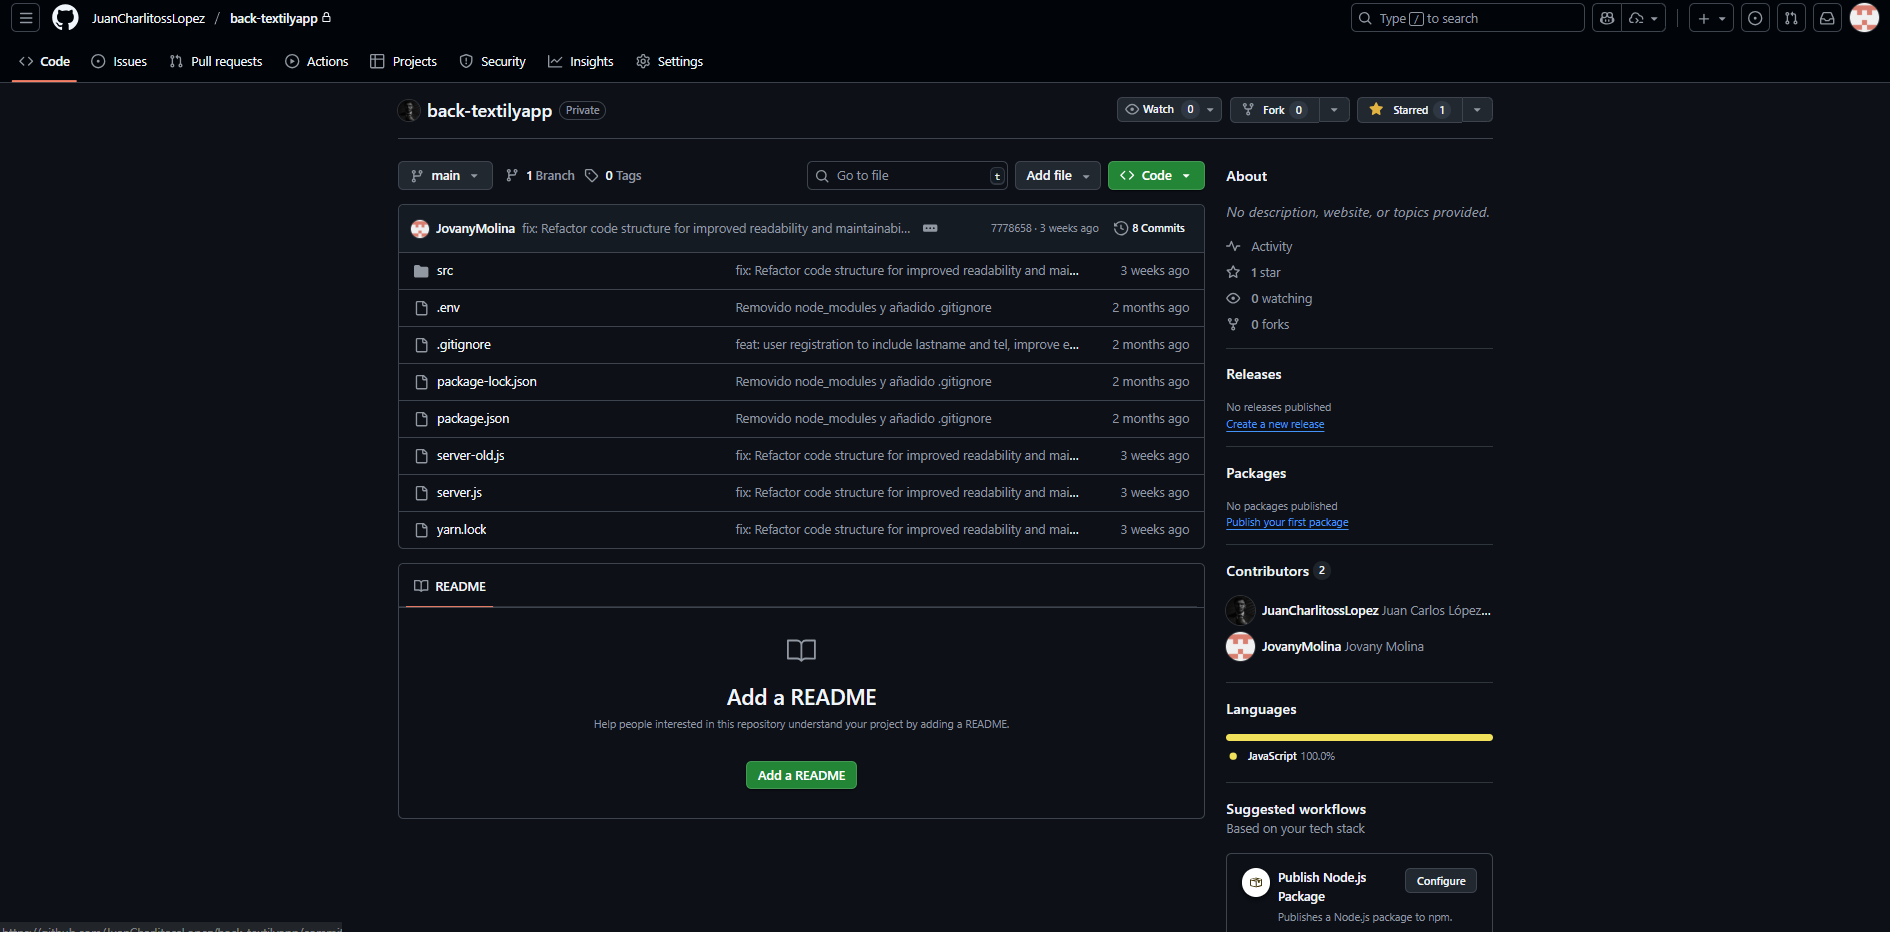 JuanCharlitossLopez / back-textilyapp
Type / to search
Code Issues Pull requests Actions Projects Security Insights Settings
back-textilyapp Private
Watch 0 Fork 0 Starred 1
main 1 Branch 0 Tags Go to file t Add file Code
JovanyMolina fix: Refactor code structure for improved readability and maintainabi... 7778658 · 3 weeks ago 8 Commits
src fix: Refactor code structure for improved readability and mai... 3 weeks ago
.env Removido node_modules y añadido .gitignore 2 months ago
.gitignore feat: user registration to include lastname and tel, improve e... 2 months ago
package-lock.json Removido node_modules y añadido .gitignore 2 months ago
package.json Removido node_modules y añadido .gitignore 2 months ago
server-old.js fix: Refactor code structure for improved readability and mai... 3 weeks ago
server.js fix: Refactor code structure for improved readability and mai... 3 weeks ago
yarn.lock fix: Refactor code structure for improved readability and mai... 3 weeks ago
README
Add a README
Help people interested in this repository understand your project by adding a README.
Add a README
About
No description, website, or topics provided.
Activity
1 star
0 watching
0 forks
Releases
No releases published
Create a new release
Packages
No packages published
Publish your first package
Contributors 2
JuanCharlitossLopez Juan Carlos López...
JovanyMolina Jovany Molina
Languages
JavaScript 100.0%
Suggested workflows
Based on your tech stack
Publish Node.js
Package
Configure
Publishes a Node.js package to npm.